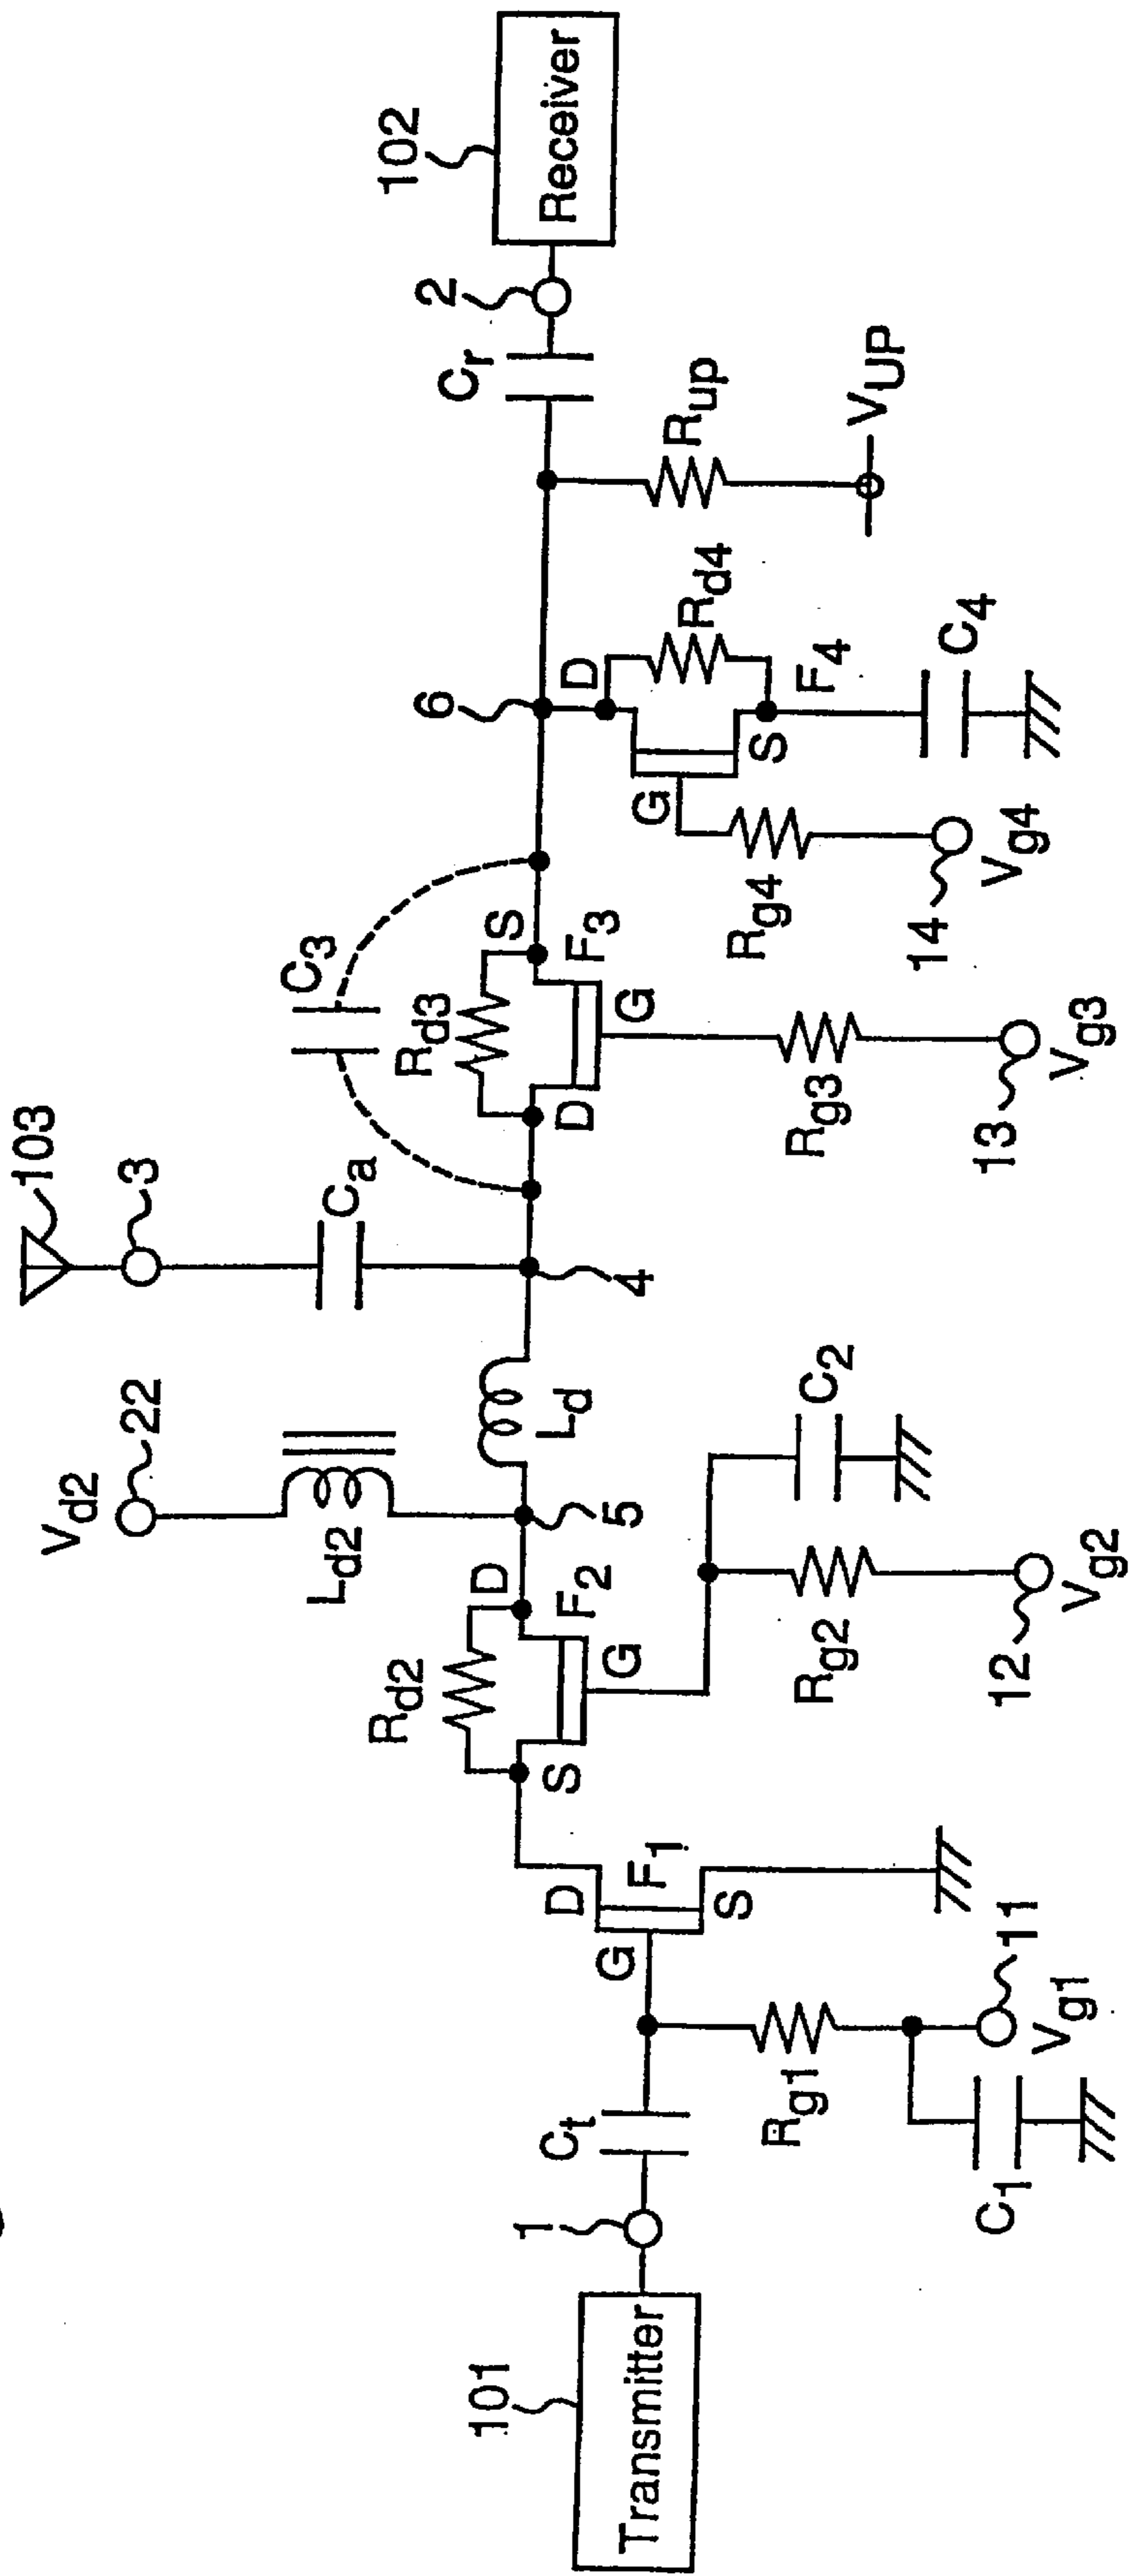 101
Transmitter
1
Ct
G
D
F1
S
Rg1
C1
11
Vg1
Rd2
S
D
F2
G
Rg2
12
Vg2
C2
Vd2
22
Ld2
5
Ld
4
103
3
Ca
C3
Rd3
D
S
F3
G
Rg3
13
Vg3
6
D
G
S
F4
Rd4
C4
Rg4
14
Vg4
Rup
VUP
Cr
2
102
Receiver